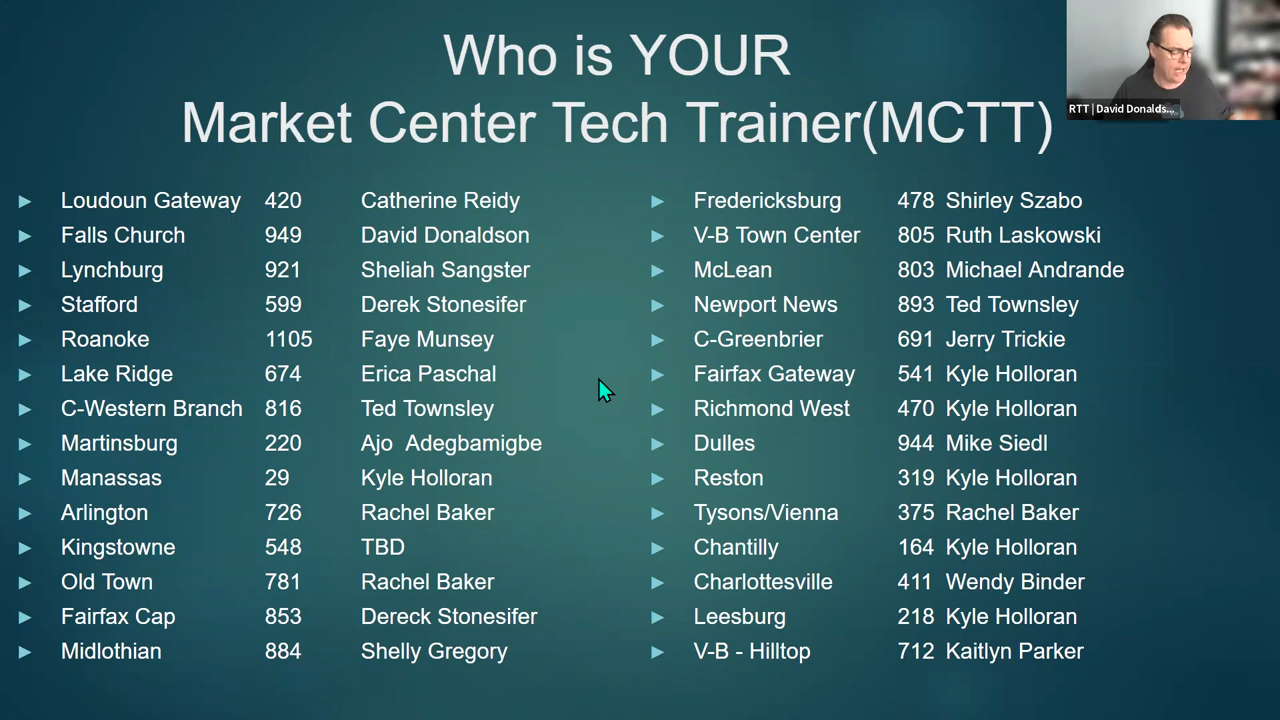 Who is YOUR
Market Center Tech Trainer(MCTT)
RTT | David Donalds...
Loudoun Gateway 420 Catherine Reidy
Falls Church 949 David Donaldson
Lynchburg 921 Sheliah Sangster
Stafford 599 Derek Stonesifer
Roanoke 1105 Faye Munsey
Lake Ridge 674 Erica Paschal
C-Western Branch 816 Ted Townsley
Martinsburg 220 Ajo Adegbamigbe
Manassas 29 Kyle Holloran
Arlington 726 Rachel Baker
Kingstowne 548 TBD
Old Town 781 Rachel Baker
Fairfax Cap 853 Dereck Stonesifer
Midlothian 884 Shelly Gregory
Fredericksburg 478 Shirley Szabo
V-B Town Center 805 Ruth Laskowski
McLean 803 Michael Andrande
Newport News 893 Ted Townsley
C-Greenbrier 691 Jerry Trickie
Fairfax Gateway 541 Kyle Holloran
Richmond West 470 Kyle Holloran
Dulles 944 Mike Siedl
Reston 319 Kyle Holloran
Tysons/Vienna 375 Rachel Baker
Chantilly 164 Kyle Holloran
Charlottesville 411 Wendy Binder
Leesburg 218 Kyle Holloran
V-B - Hilltop 712 Kaitlyn Parker